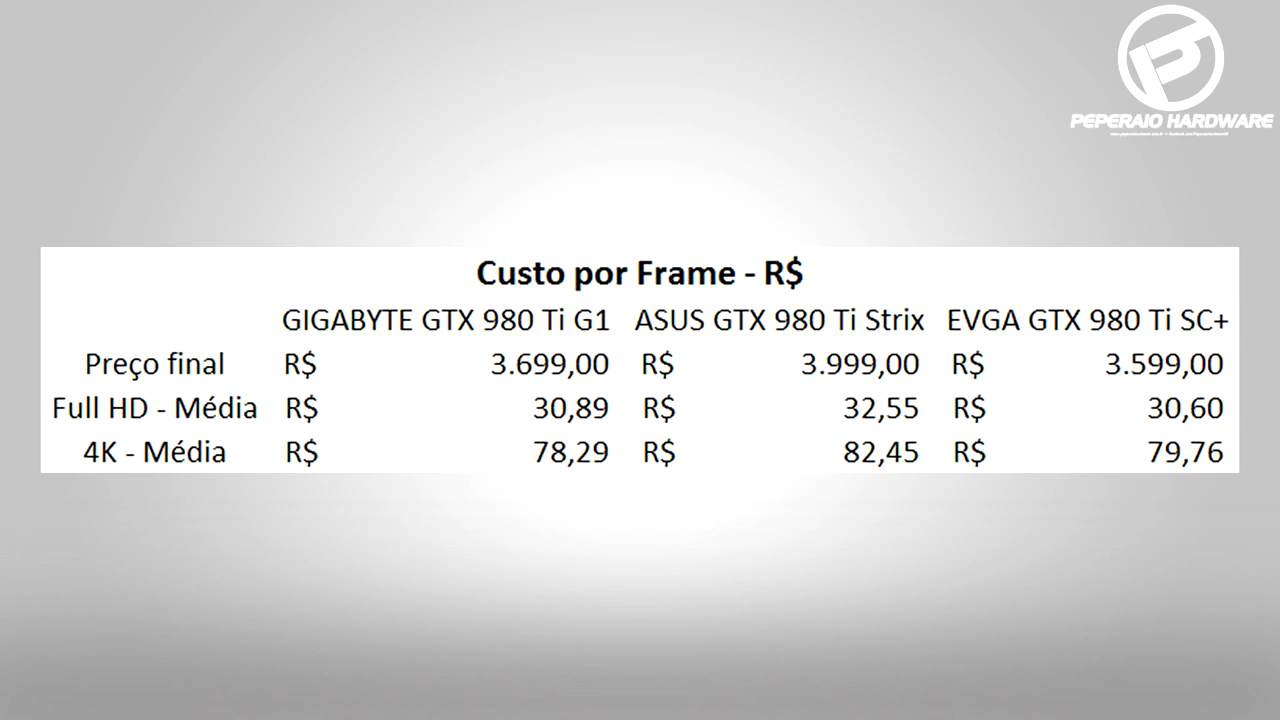 PEPERAIO HARDWARE
Custo por Frame - R$
GIGABYTE GTX 980 Ti G1 ASUS GTX 980 Ti Strix EVGA GTX 980 Ti SC+
Preço final R$ 3.699,00 R$ 3.999,00 R$ 3.599,00
Full HD - Média R$ 30,89 R$ 32,55 R$ 30,60
4K - Média R$ 78,29 R$ 82,45 R$ 79,76